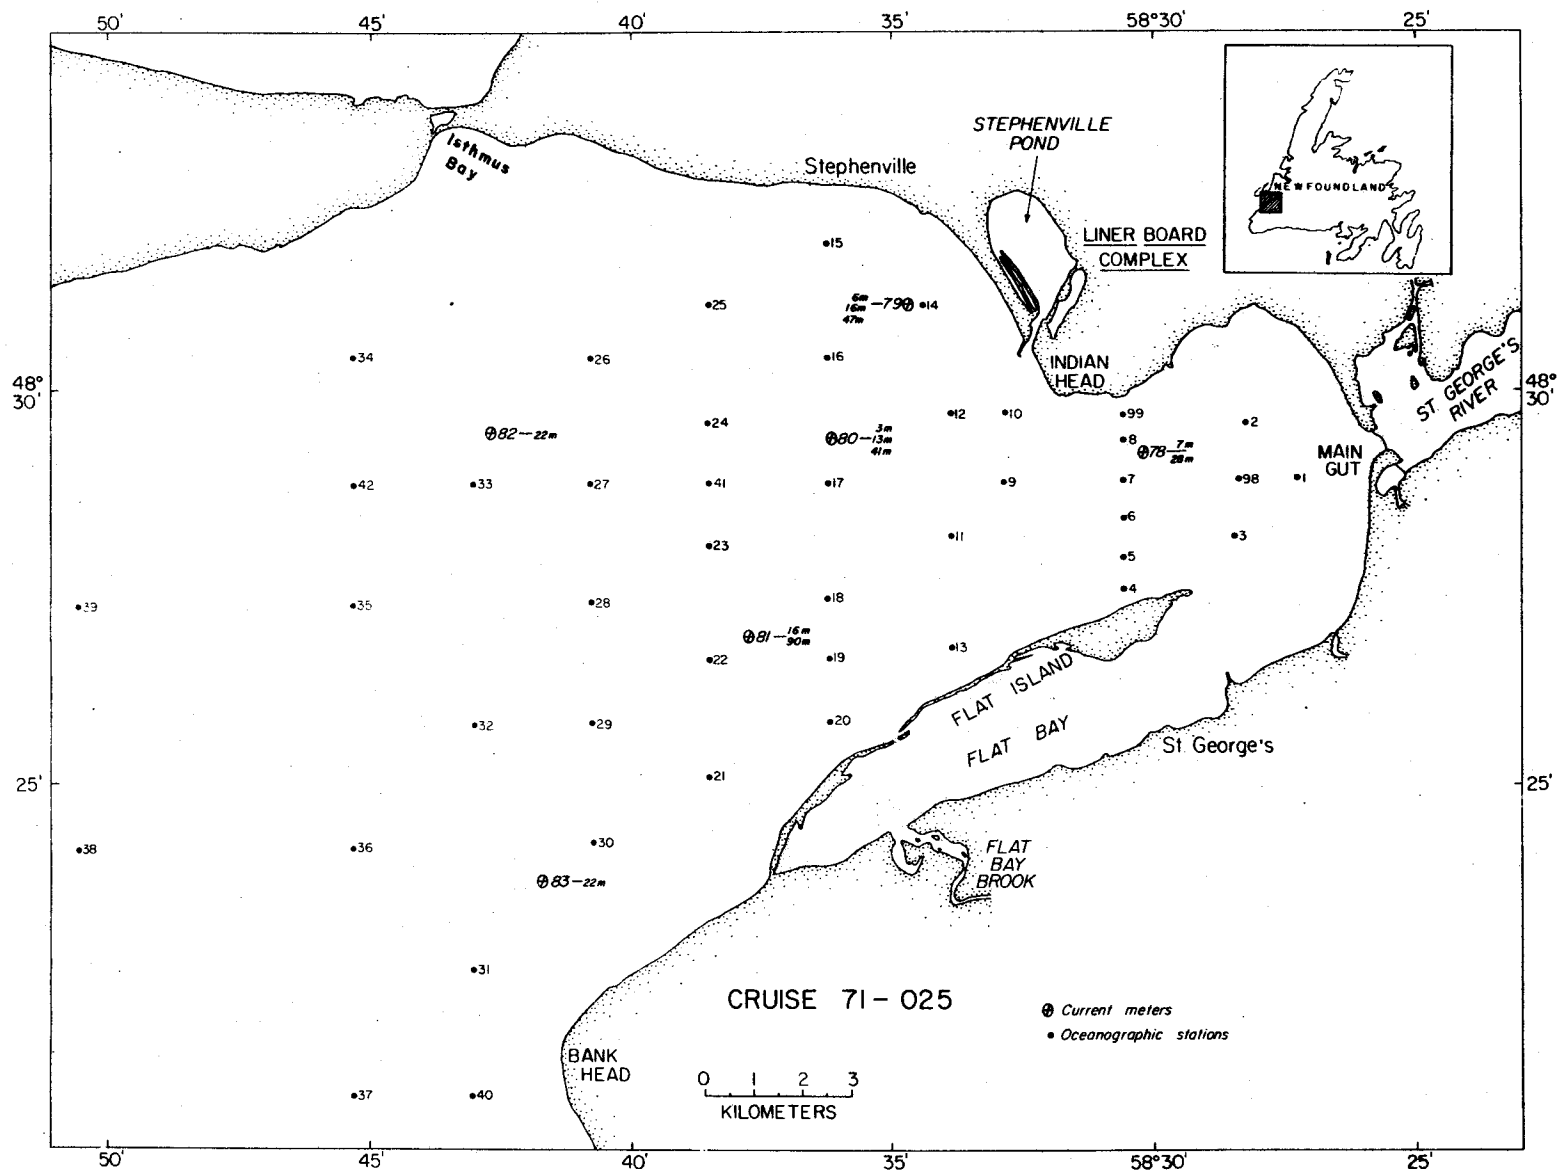 50'
45'
40'
35'
58°30'
25'
NEWFOUNDLAND
STEPHENVILLE
POND
Isthmus
Bay
Stephenville
LINER BOARD
COMPLEX
15
25
6m
16m
47m
79
14
34
26
16
INDIAN
HEAD
ST. GEORGE'S
RIVER
48°
30'
48°
30'
12
10
99
2
24
82-22m
80-
3m
13m
41m
8
78-
7m
28m
MAIN
GUT
42
33
27
41
17
9
7
98
1
6
23
11
3
5
4
39
35
28
18
81-
16m
90m
22
19
13
FLAT ISLAND
32
29
20
FLAT BAY
St. George's
25'
21
25'
38
36
30
FLAT
BAY
BROOK
83-22m
31
CRUISE 71-025
Current meters
Oceanographic stations
BANK
HEAD
0 1 2 3
KILOMETERS
37
40
50'
45'
40'
35'
58°30'
25'